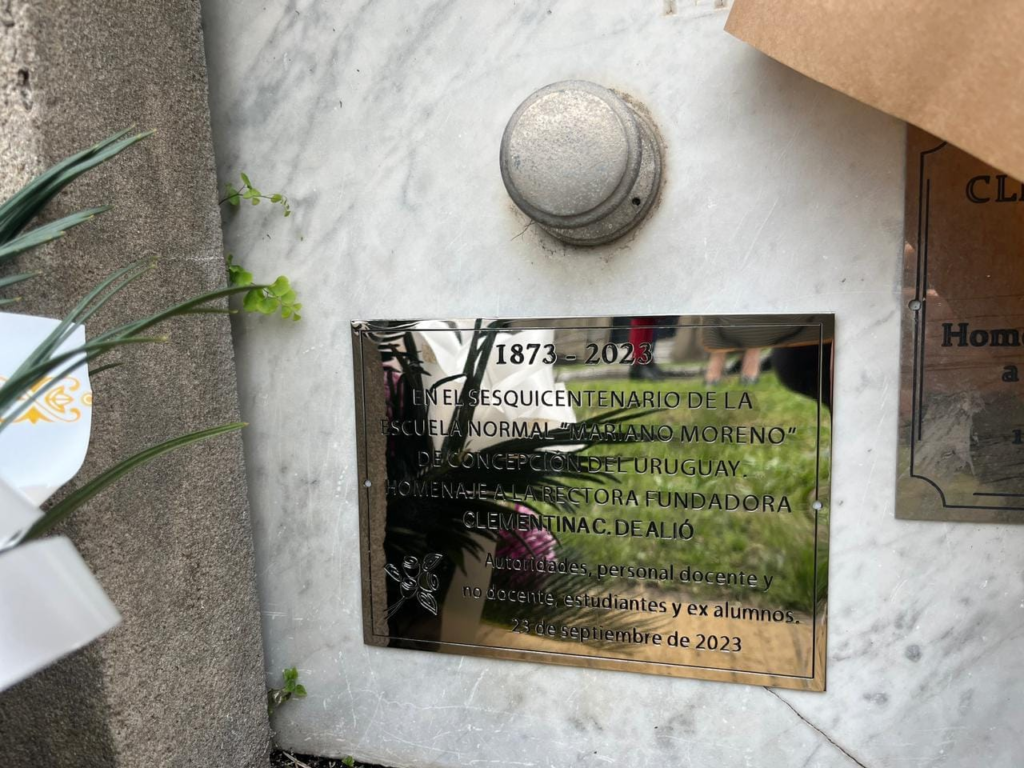 1873 - 2023
EN EL SESQUICENTENARIO DE LA
ESCUELA NORMAL "MARIANO MORENO"
DE CONCEPCIÓN DEL URUGUAY.
HOMENAJE A LA RECTORA FUNDADORA
CLEMENTINA C. DE ALIÓ
Autoridades, personal docente y
no docente, estudiantes y ex alumnos.
23 de septiembre de 2023
a